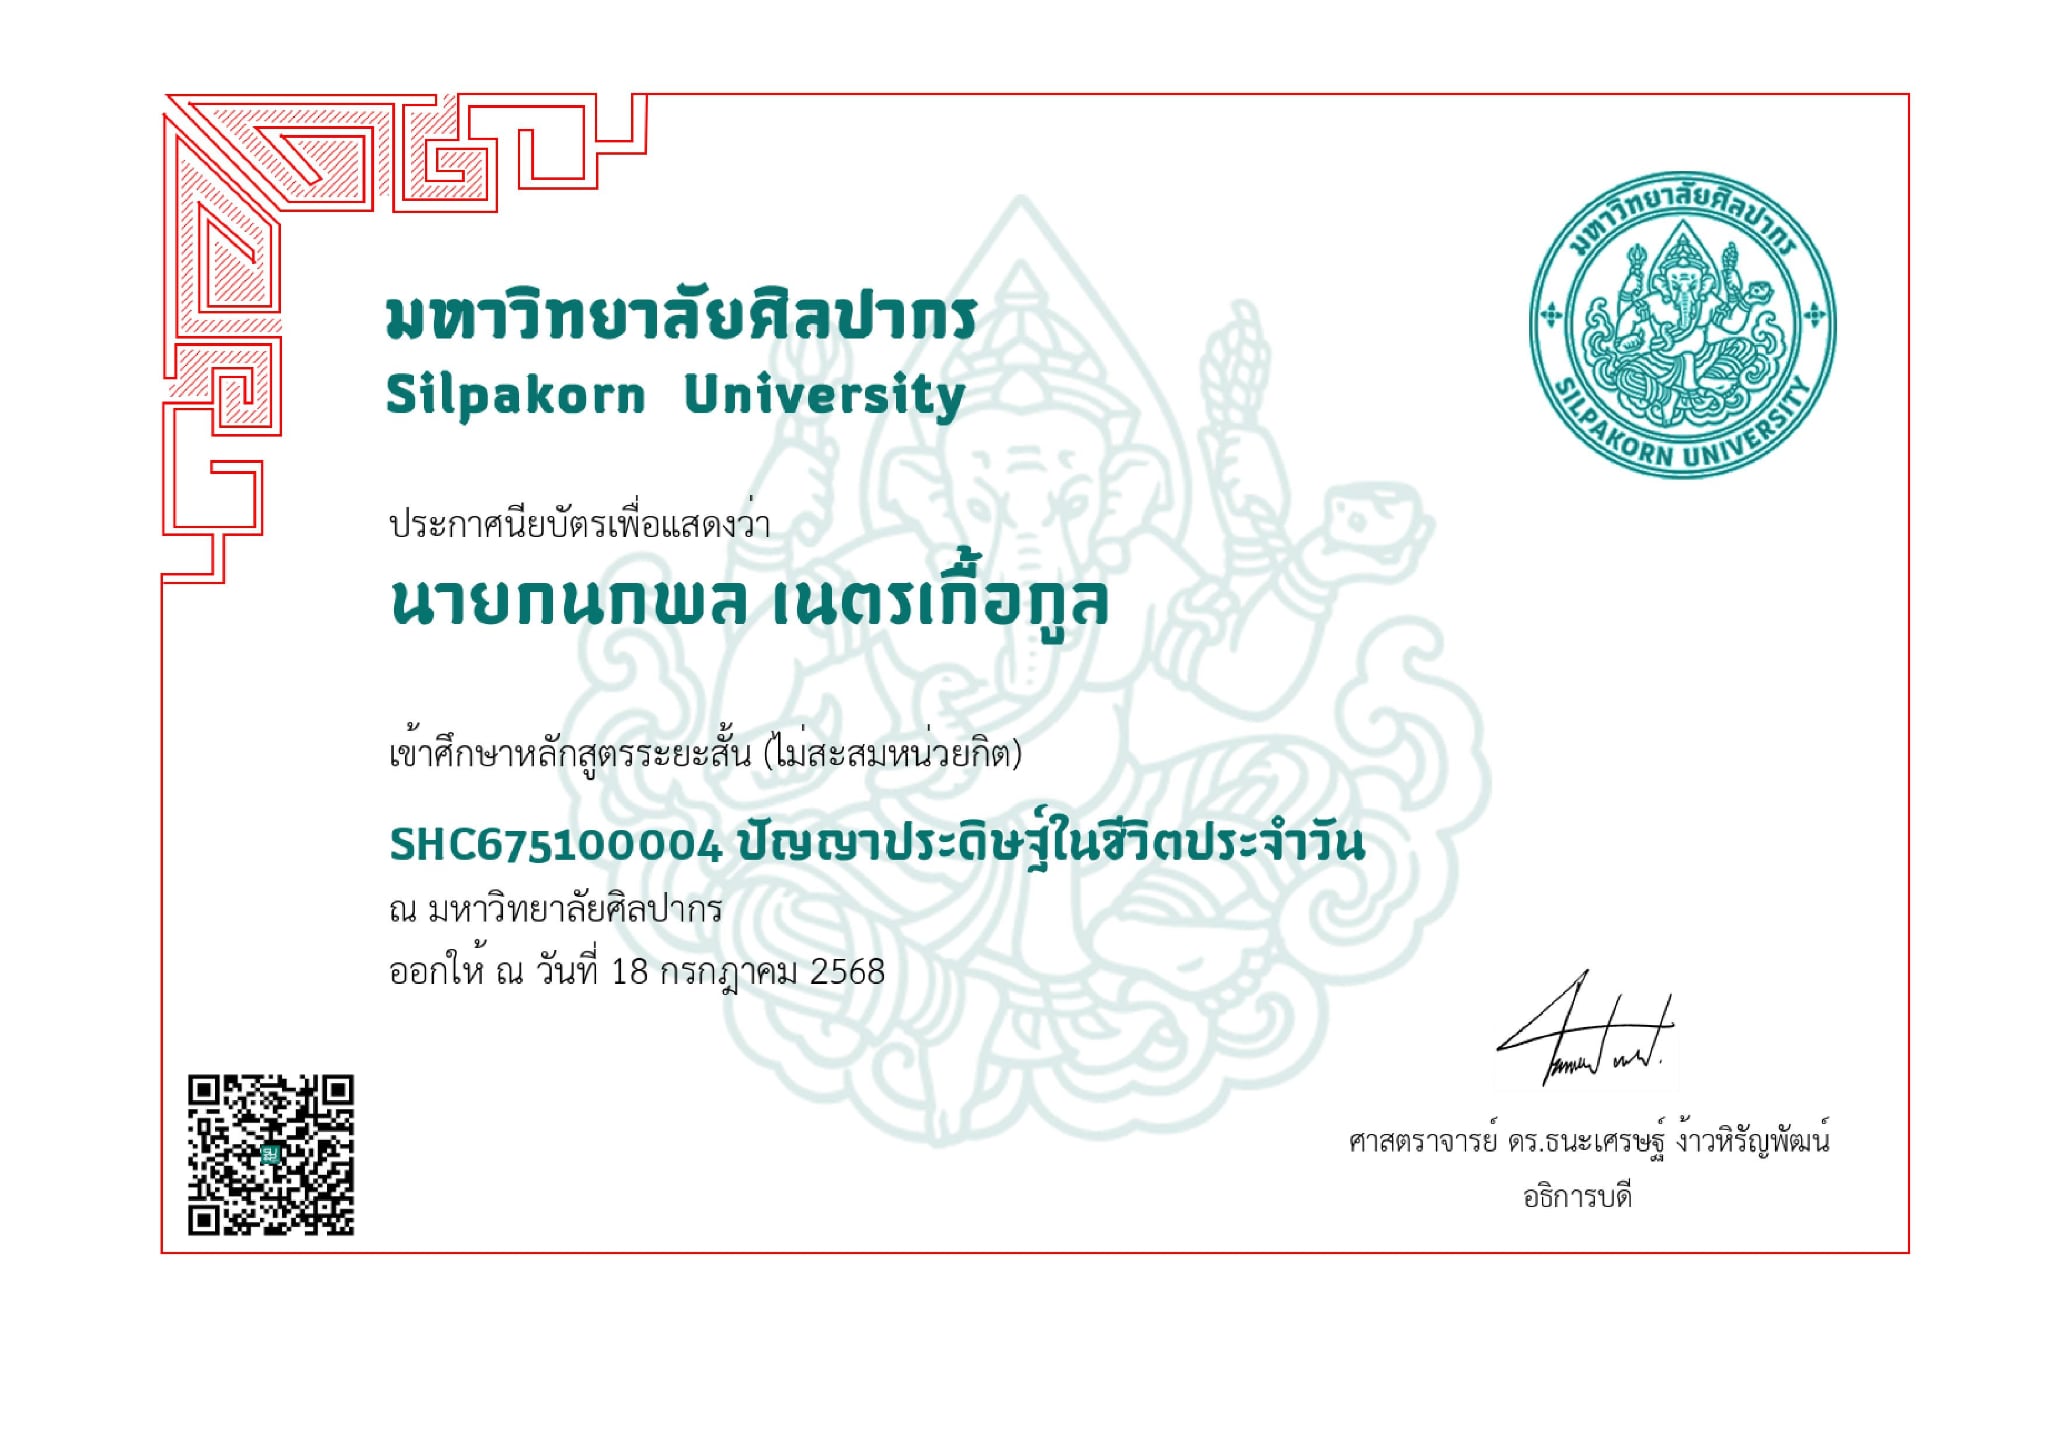 มหาวิทยาลัยศิลปากร
SILPAKORN UNIVERSITY
มหาวิทยาลัยศิลปากร
Silpakorn University
ประกาศนียบัตรเพื่อแสดงว่า
นายกนกพล เนตรเกื้อกูล
เข้าศึกษาหลักสูตรระยะสั้น (ไม่สะสมหน่วยกิต)
SHC675100004 ปัญญาประดิษฐ์ในชีวิตประจำวัน
ณ มหาวิทยาลัยศิลปากร
ออกให้ ณ วันที่ 18 กรกฎาคม 2568
ศาสตราจารย์ ดร.ธนะเศรษฐ์ ง้าวหิรัญพัฒน์
อธิการบดี